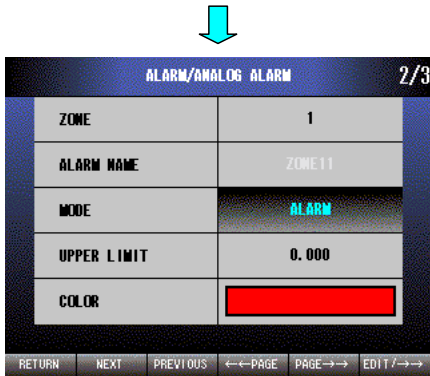 ALARM/ANALOG ALARM 2/3
ZONE 1
ALARM NAME ZONE11
MODE ALARM
UPPER LIMIT 0.000
COLOR
RETURN NEXT PREVIOUS ←←PAGE PAGE→→ EDIT/→→